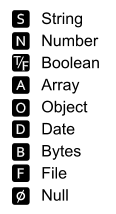 S String
N Number
T/F Boolean
A Array
O Object
D Date
B Bytes
F File
ø Null